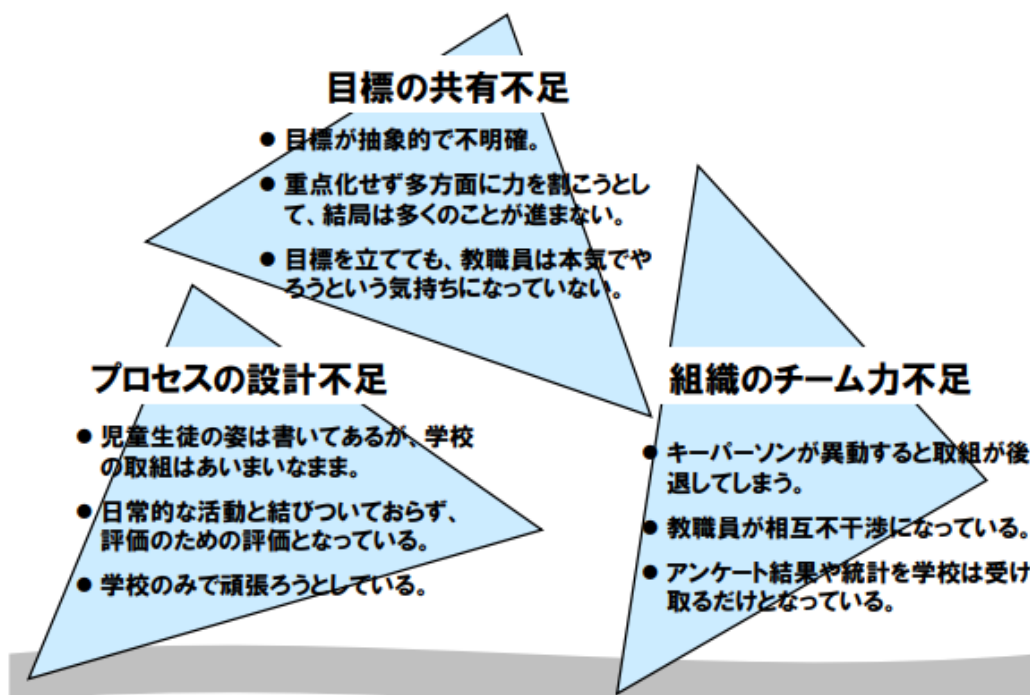 目標の共有不足
● 目標が抽象的で不明確。
● 重点化せず多方面に力を割こうとし
て、結局は多くのことが進まない。
● 目標を立てても、教職員は本気でや
ろうという気持ちになっていない。
プロセスの設計不足
● 児童生徒の姿は書いてあるが、学校
の取組はあいまいなまま。
● 日常的な活動と結びついておらず、
評価のための評価となっている。
● 学校のみで頑張ろうとしている。
組織のチーム力不足
● キーパーソンが異動すると取組が後
退してしまう。
● 教職員が相互不干渉になっている。
● アンケート結果や統計を学校は受け
取るだけとなっている。